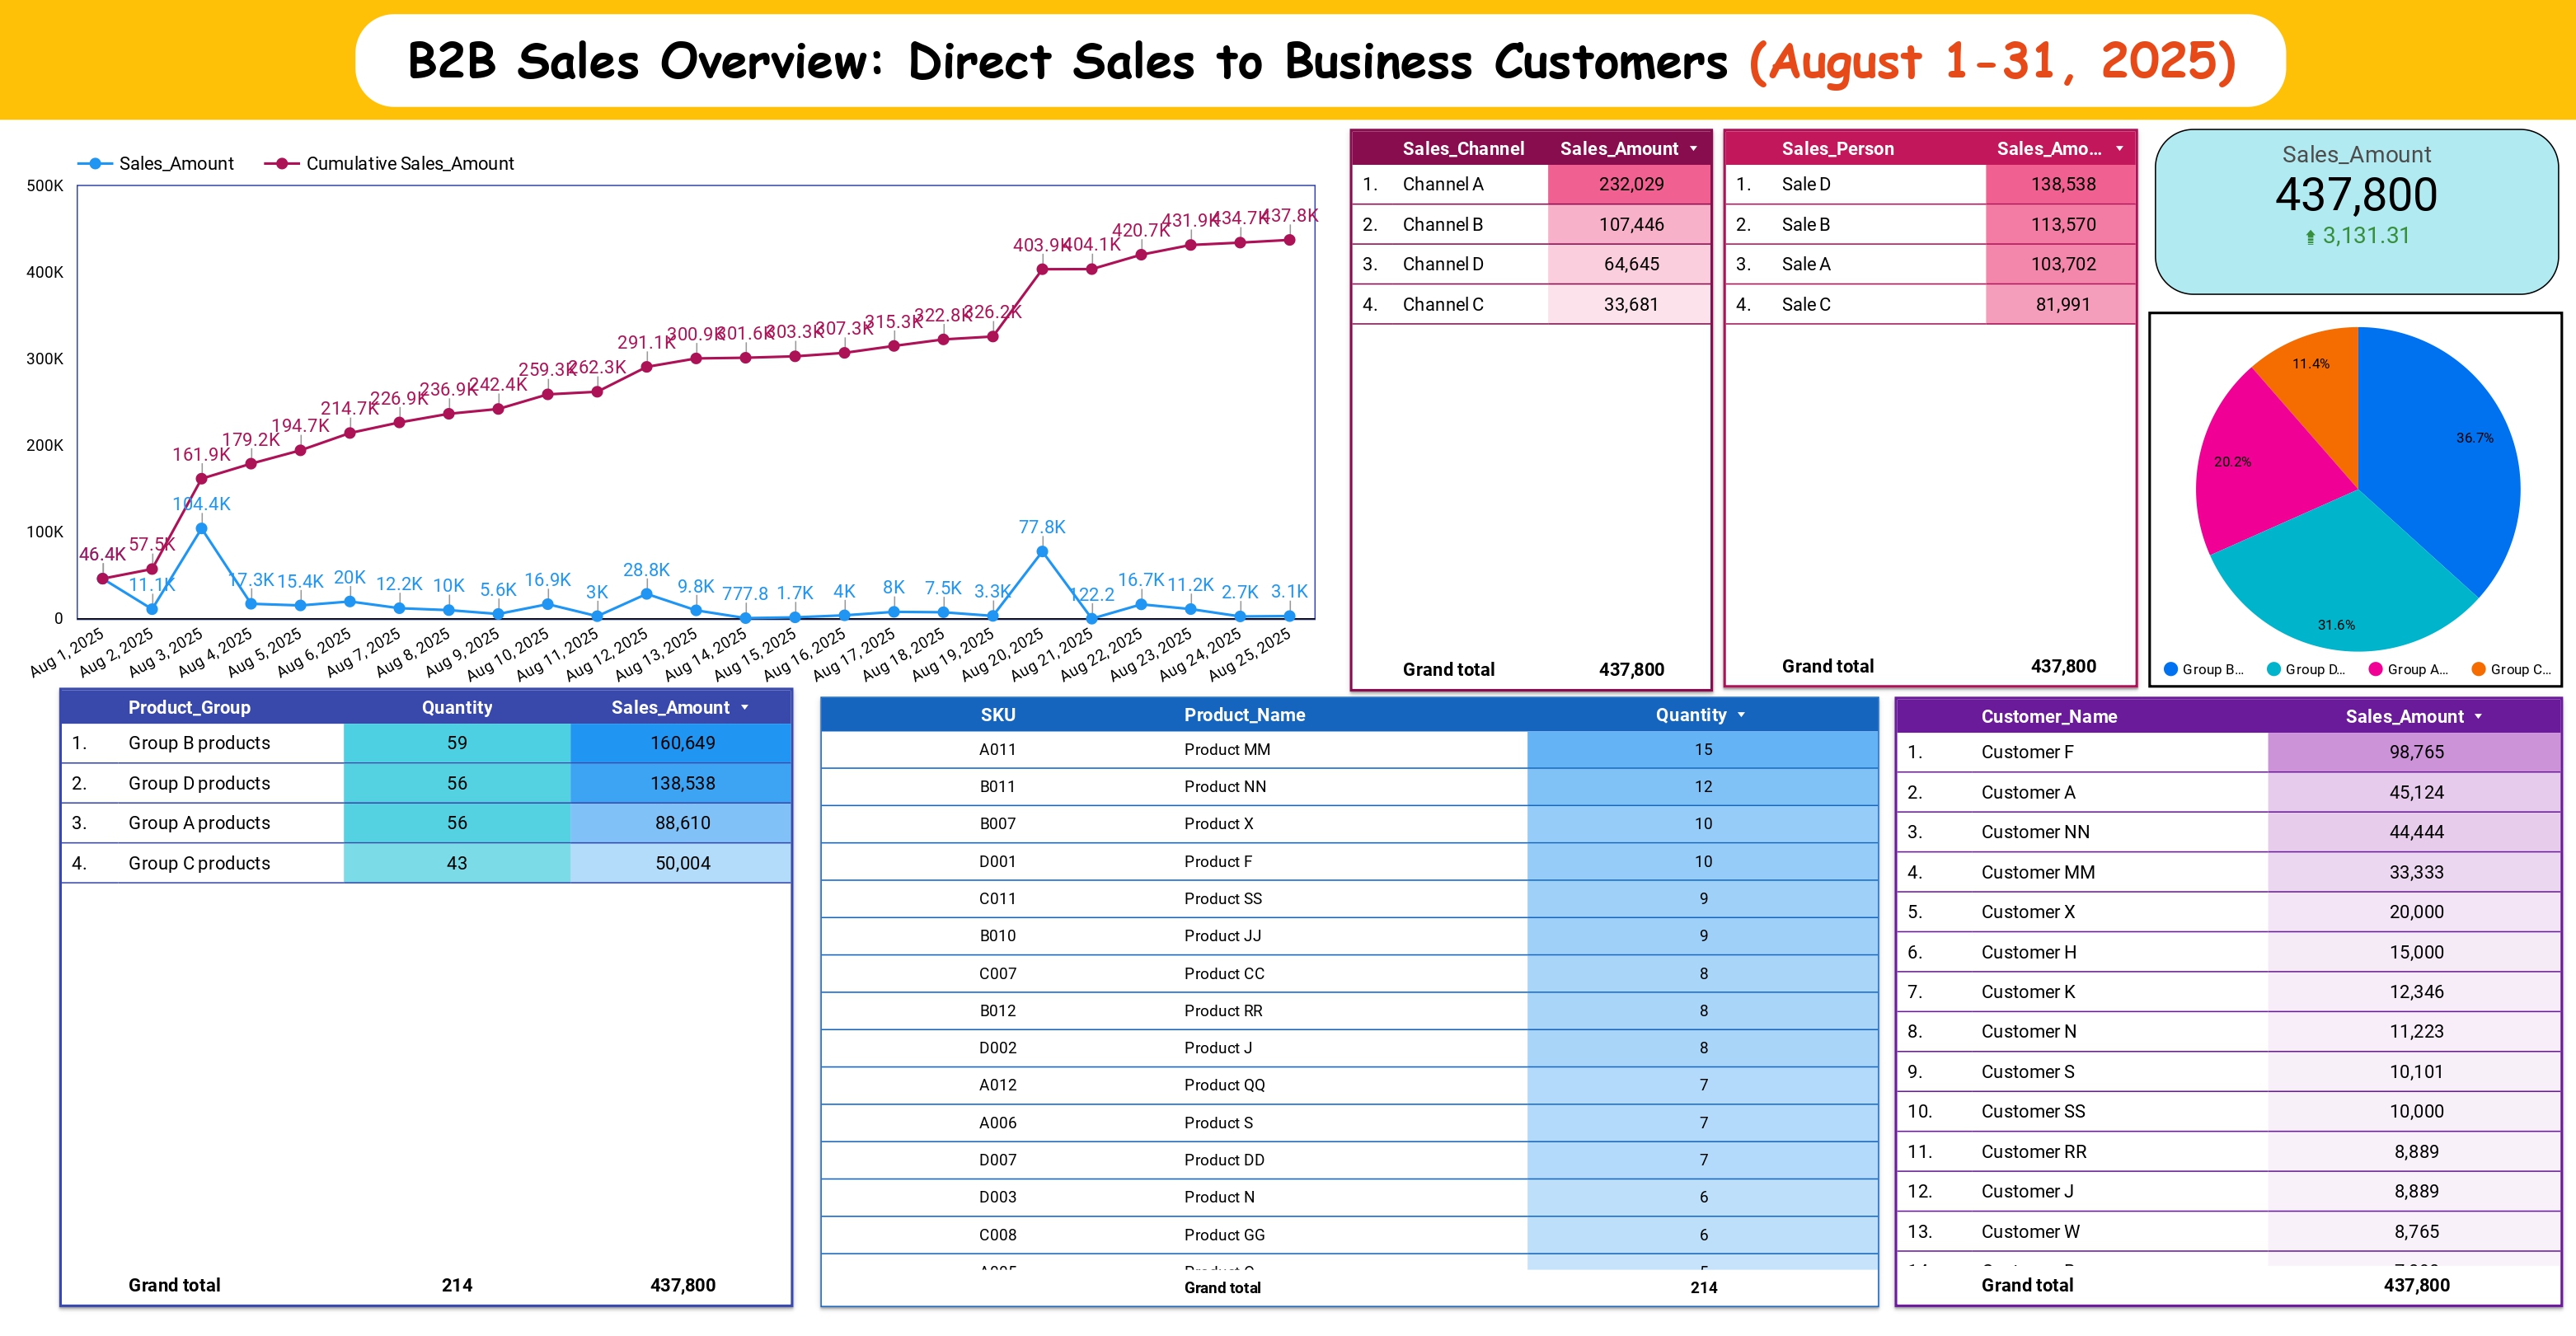 B2B Sales Overview: Direct Sales to Business Customers (August 1-31, 2025)
Sales_Amount
Cumulative Sales_Amount
500K
400K
300K
200K
100K
0
46.4K 57.5K 161.9K 179.2K 194.7K 214.7K 226.9K 236.9K 242.4K 259.3K 262.3K 291.1K 300.9K 301.6K 303.3K 307.3K 315.3K 322.8K 326.2K 403.9K 404.1K 420.7K 431.9K 434.7K 437.8K
11.1K 104.4K 17.3K 15.4K 20K 12.2K 10K 5.6K 16.9K 3K 28.8K 9.8K 777.8 1.7K 4K 8K 7.5K 3.3K 77.8K 122.2 16.7K 11.2K 2.7K 3.1K
Aug 1, 2025
Aug 2, 2025
Aug 3, 2025
Aug 4, 2025
Aug 5, 2025
Aug 6, 2025
Aug 7, 2025
Aug 8, 2025
Aug 9, 2025
Aug 10, 2025
Aug 11, 2025
Aug 12, 2025
Aug 13, 2025
Aug 14, 2025
Aug 15, 2025
Aug 16, 2025
Aug 17, 2025
Aug 18, 2025
Aug 19, 2025
Aug 20, 2025
Aug 21, 2025
Aug 22, 2025
Aug 23, 2025
Aug 24, 2025
Aug 25, 2025
Sales_Channel Sales_Amount
1. Channel A 232,029
2. Channel B 107,446
3. Channel D 64,645
4. Channel C 33,681
Grand total 437,800
Sales_Person Sales_Amo...
1. Sale D 138,538
2. Sale B 113,570
3. Sale A 103,702
4. Sale C 81,991
Grand total 437,800
Sales_Amount
437,800
3,131.31
11.4%
36.7%
20.2%
31.6%
Group B... Group D... Group A... Group C...
Product_Group Quantity Sales_Amount
1. Group B products 59 160,649
2. Group D products 56 138,538
3. Group A products 56 88,610
4. Group C products 43 50,004
Grand total 214 437,800
SKU Product_Name Quantity
A011 Product MM 15
B011 Product NN 12
B007 Product X 10
D001 Product F 10
C011 Product SS 9
B010 Product JJ 9
C007 Product CC 8
B012 Product RR 8
D002 Product J 8
A012 Product QQ 7
A006 Product S 7
D007 Product DD 7
D003 Product N 6
C008 Product GG 6
Grand total 214
Customer_Name Sales_Amount
1. Customer F 98,765
2. Customer A 45,124
3. Customer NN 44,444
4. Customer MM 33,333
5. Customer X 20,000
6. Customer H 15,000
7. Customer K 12,346
8. Customer N 11,223
9. Customer S 10,101
10. Customer SS 10,000
11. Customer RR 8,889
12. Customer J 8,889
13. Customer W 8,765
Grand total 437,800